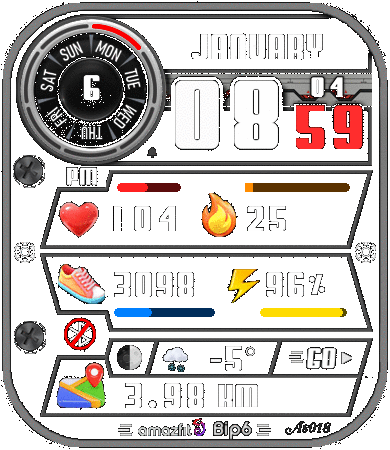 JANUARY
SUN MON TUE WED THU FRI SAT
6
08 04
59
PM
104 25
3098 96%
-5° GO
3.98 KM
amazfit Bip6 As018